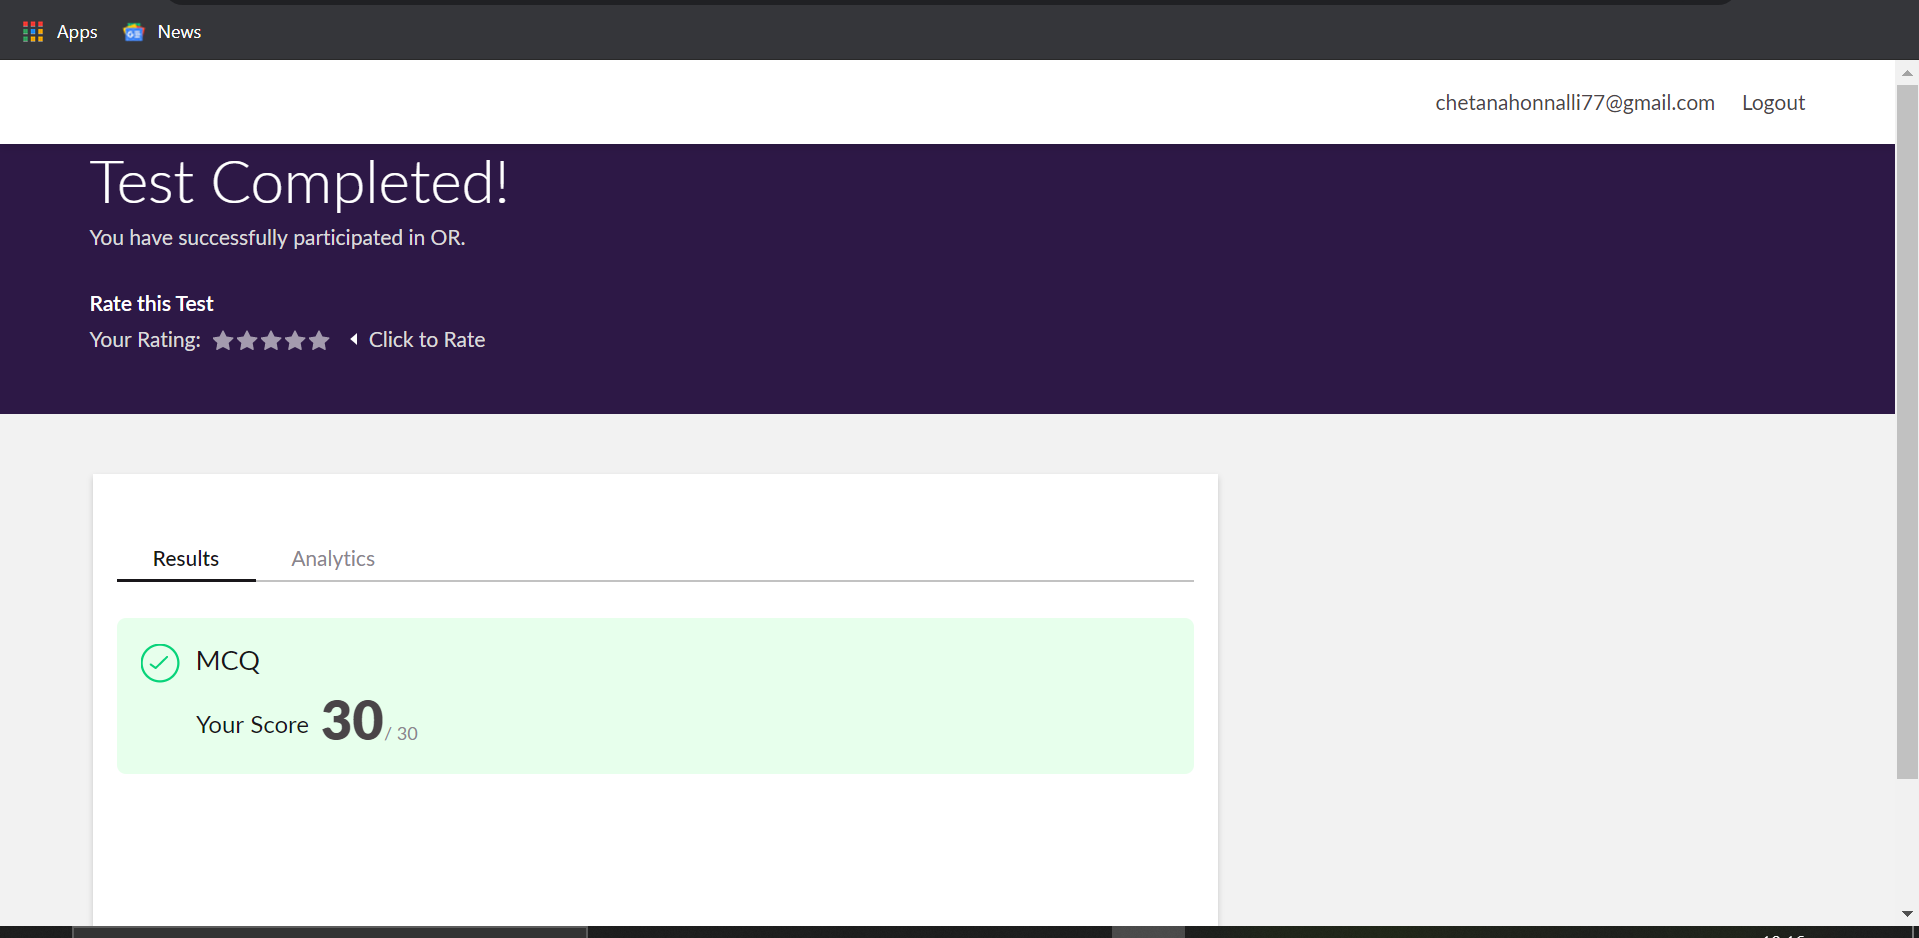 Apps News
chetanahonnalli77@gmail.com Logout
Test Completed!
You have successfully participated in OR.
Rate this Test
Your Rating: Click to Rate
Results Analytics
MCQ
Your Score 30 / 30